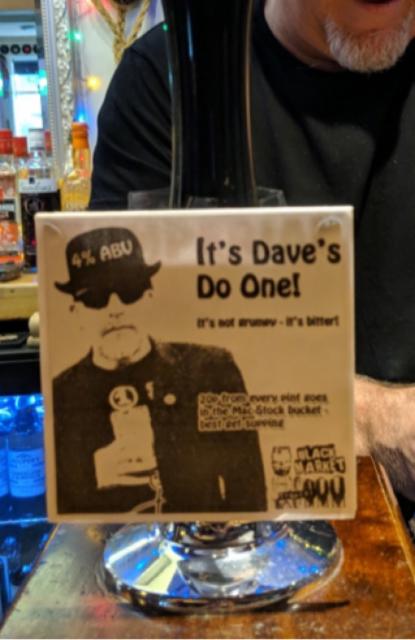 4% ABV
It's Dave's
Do One!
It's not grumpy - it's bitter!
20p from every pint goes
in the Mac-Stock bucket -
best get supping
BLACK
MARKET